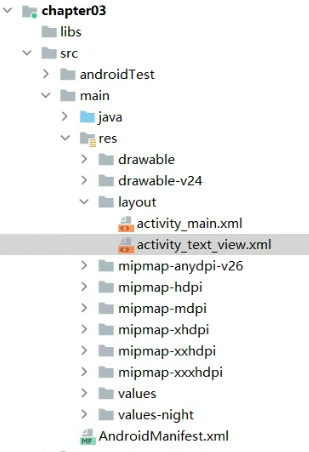 chapter03
libs
src
androidTest
main
java
res
drawable
drawable-v24
layout
activity_main.xml
activity_text_view.xml
mipmap-anydpi-v26
mipmap-hdpi
mipmap-mdpi
mipmap-xhdpi
mipmap-xxhdpi
mipmap-xxxhdpi
values
values-night
MF AndroidManifest.xml